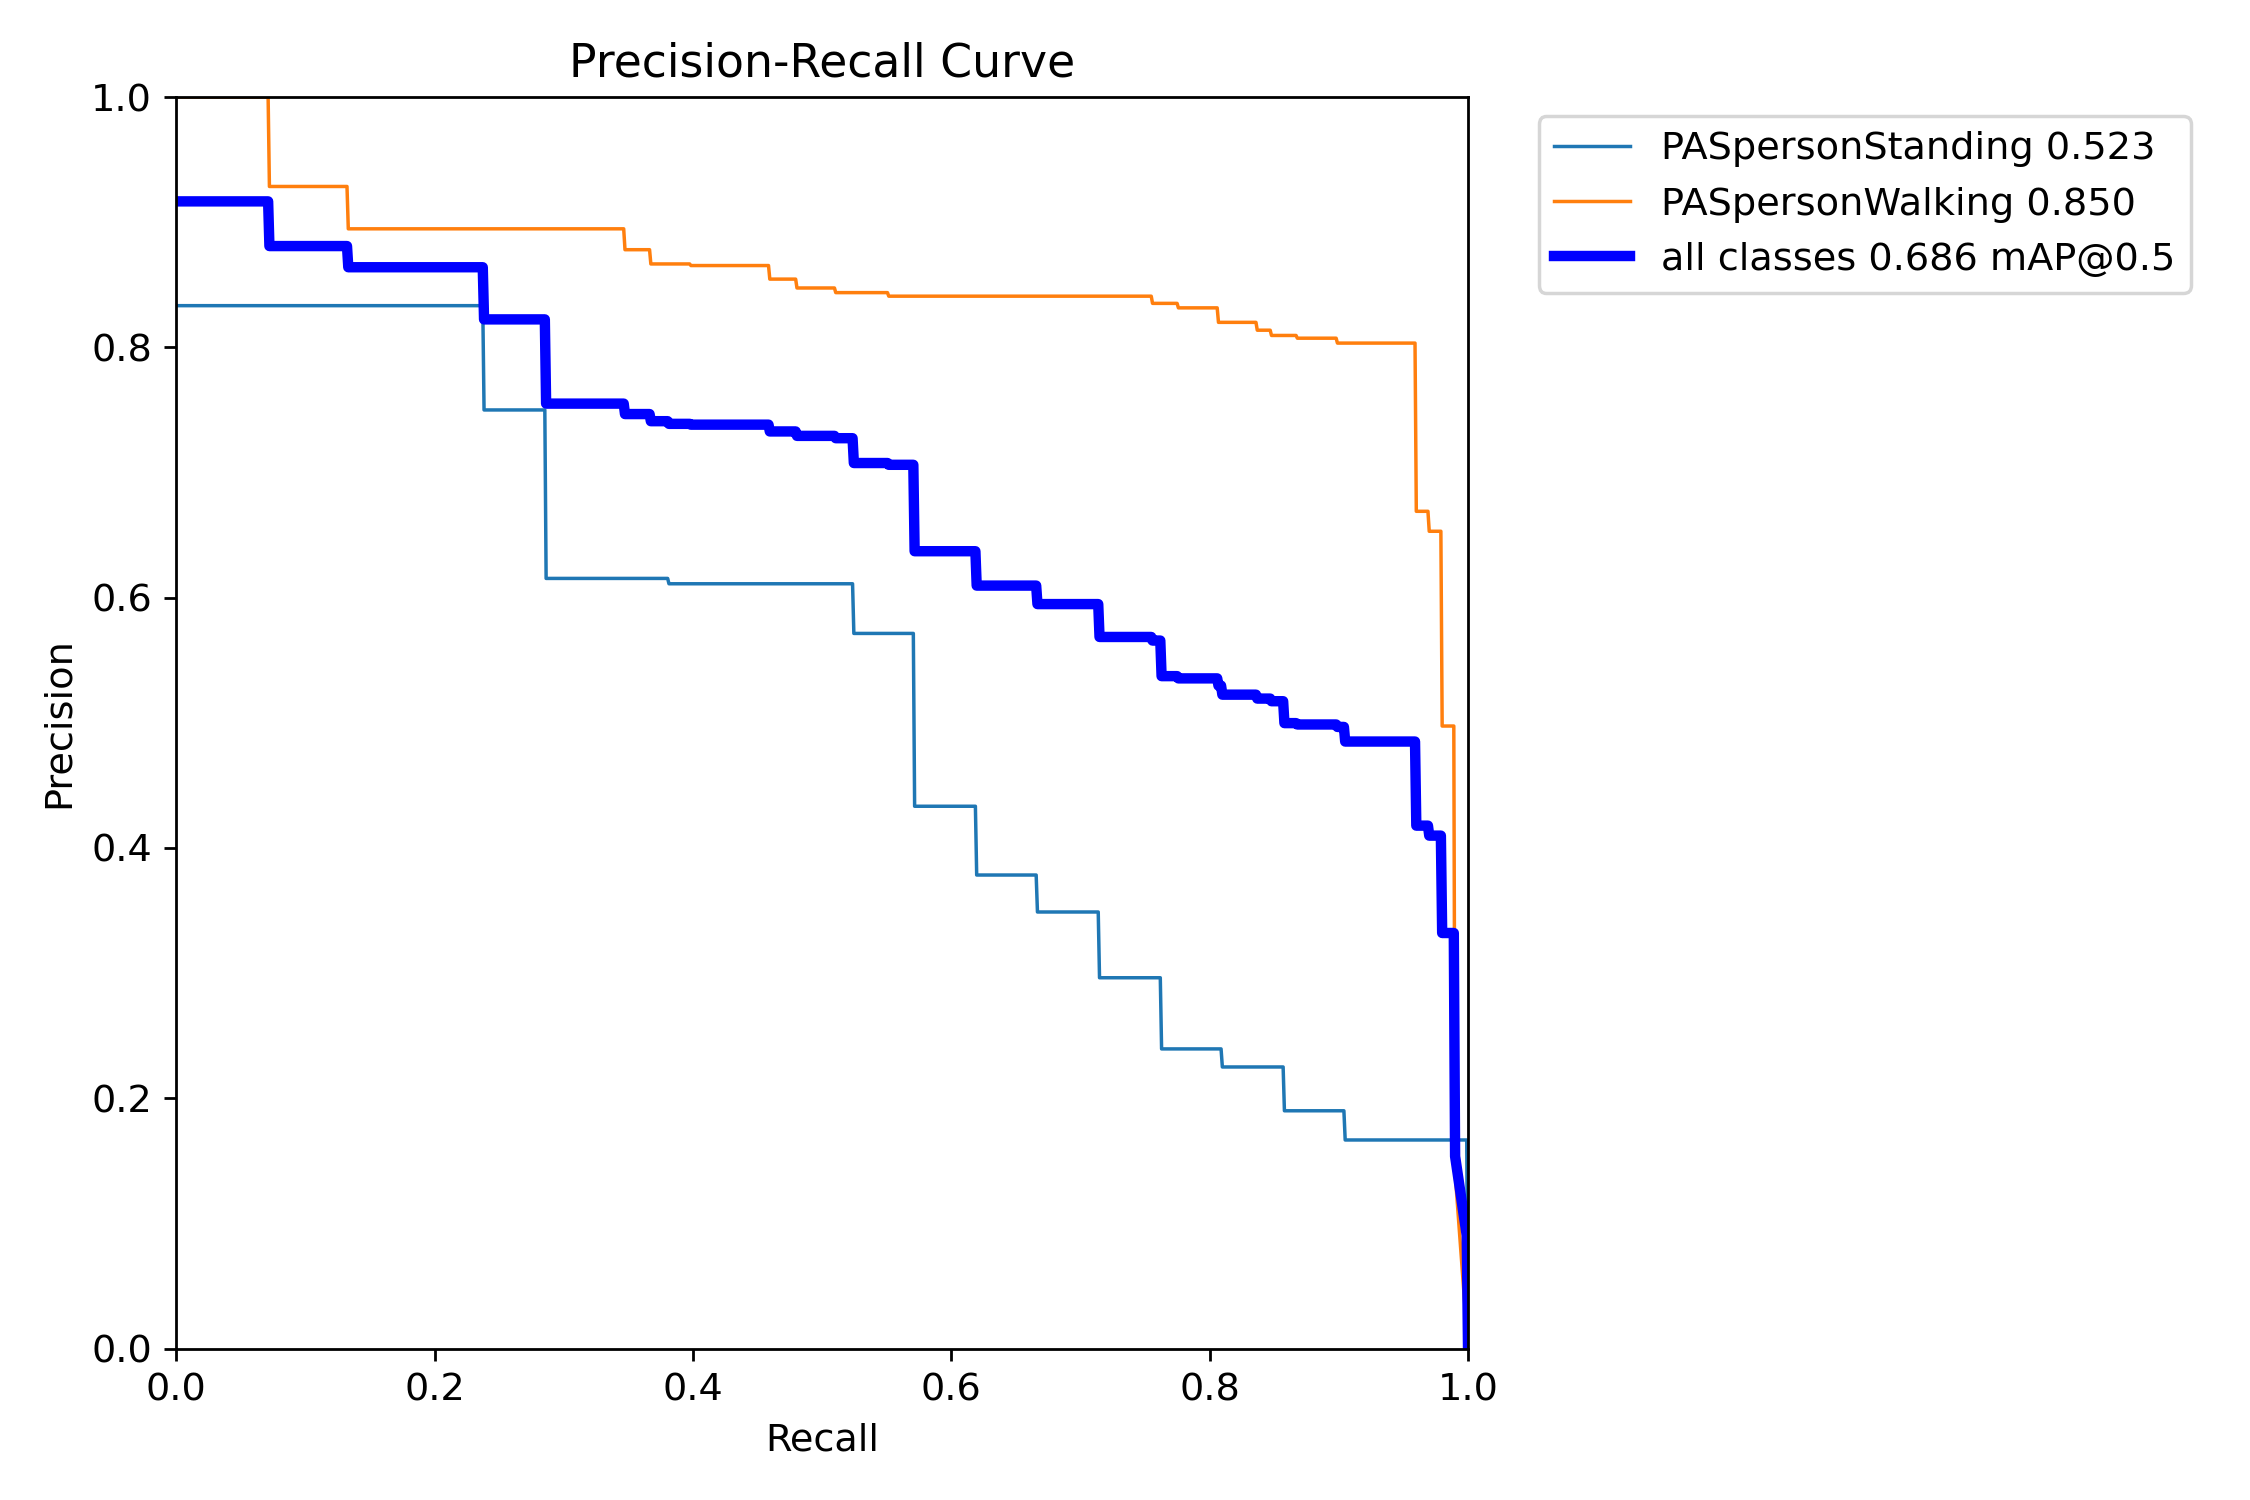 Precision-Recall Curve
PASpersonStanding 0.523
PASpersonWalking 0.850
all classes 0.686 mAP@0.5
Precision
1.0
0.8
0.6
0.4
0.2
0.0
0.0 0.2 0.4 0.6 0.8 1.0
Recall